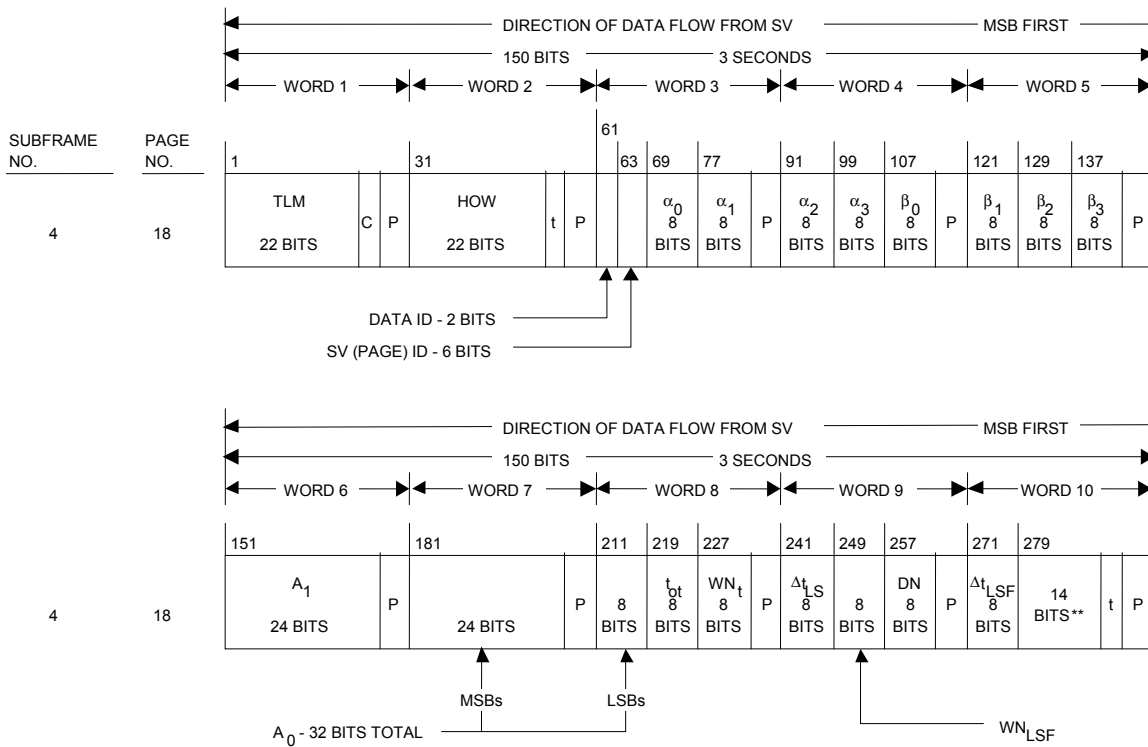 DIRECTION OF DATA FLOW FROM SV MSB FIRST
150 BITS 3 SECONDS
WORD 1 WORD 2 WORD 3 WORD 4 WORD 5
SUBFRAME NO. PAGE NO.
1 31 61 63 69 77 91 99 107 121 129 137
4 18
TLM 22 BITS C P
HOW 22 BITS t P
α0 8 BITS α1 8 BITS P
α2 8 BITS α3 8 BITS β0 8 BITS P
β1 8 BITS β2 8 BITS β3 8 BITS P
DATA ID - 2 BITS
SV (PAGE) ID - 6 BITS
DIRECTION OF DATA FLOW FROM SV MSB FIRST
150 BITS 3 SECONDS
WORD 6 WORD 7 WORD 8 WORD 9 WORD 10
151 181 211 219 227 241 249 257 271 279
4 18
A1 24 BITS P
24 BITS P
8 BITS tot 8 BITS WNt 8 BITS P
ΔtLS 8 BITS 8 BITS DN 8 BITS P
ΔtLSF 8 BITS 14 BITS** t P
MSBs LSBs
A0 - 32 BITS TOTAL
WNLSF